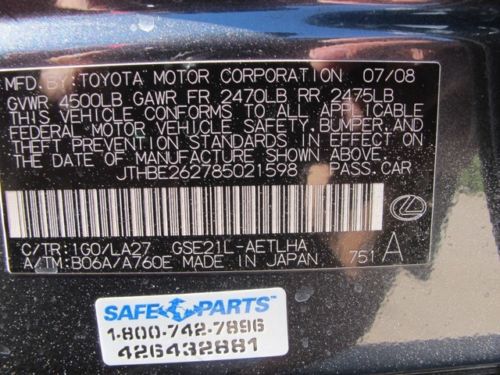 MFD. BY: TOYOTA MOTOR CORPORATION 07/08
GVWR 4500LB GAWR FR 2470LB RR 2475LB
THIS VEHICLE CONFORMS TO ALL APPLICABLE
FEDERAL MOTOR VEHICLE SAFETY, BUMPER, AND
THEFT PREVENTION STANDARDS IN EFFECT ON
THE DATE OF MANUFACTURE SHOWN ABOVE.
JTHBE262785021598 PASS. CAR
C/TR: 1G0/LA27 GSE21L-AETLHA
A/TM: B06A/A760E MADE IN JAPAN 751 A
SAFE PARTS™
1-800-742-7896
426432881